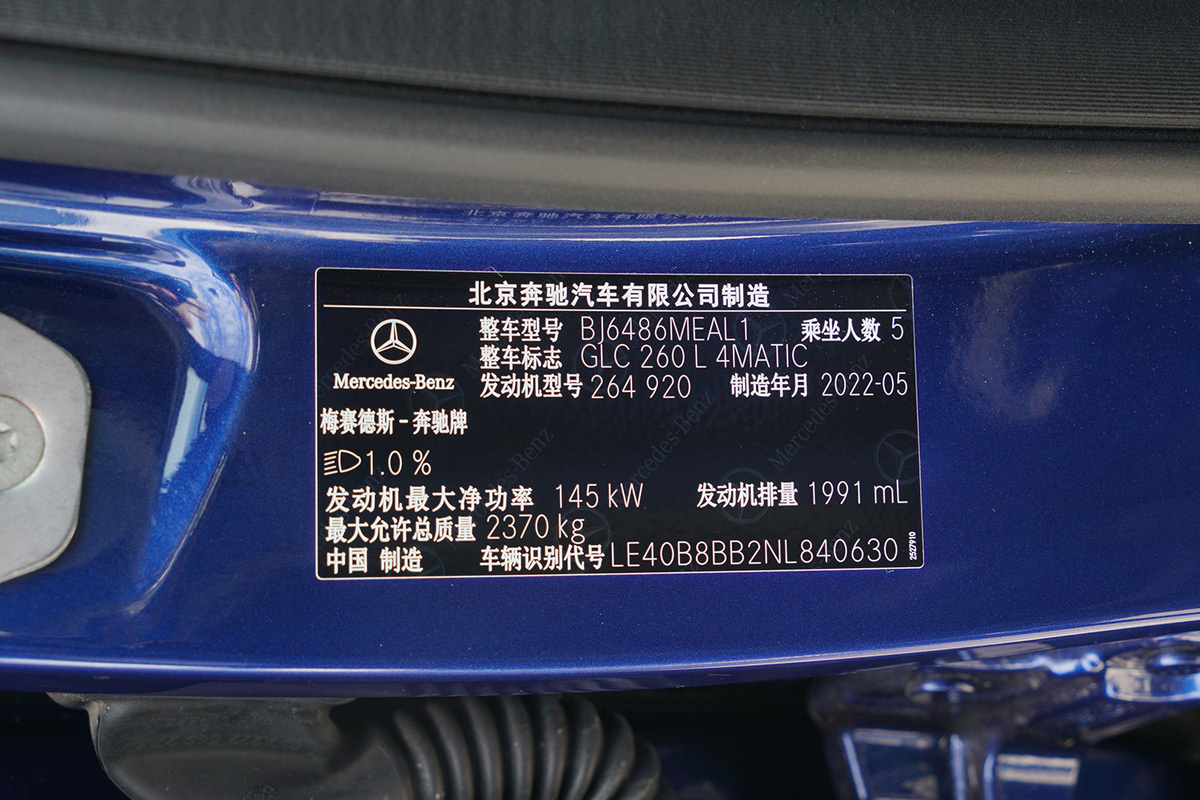 北京奔驰汽车有限公司制造
整车型号 BJ6486MEAL1 乘坐人数 5
整车标志 GLC 260 L 4MATIC
Mercedes-Benz 发动机型号 264 920 制造年月 2022-05
梅赛德斯-奔驰牌
1.0 %
发动机最大净功率 145 kW 发动机排量 1991 mL
最大允许总质量 2370 kg
中国 制造 车辆识别代号 LE40B8BB2NL840630
2527910